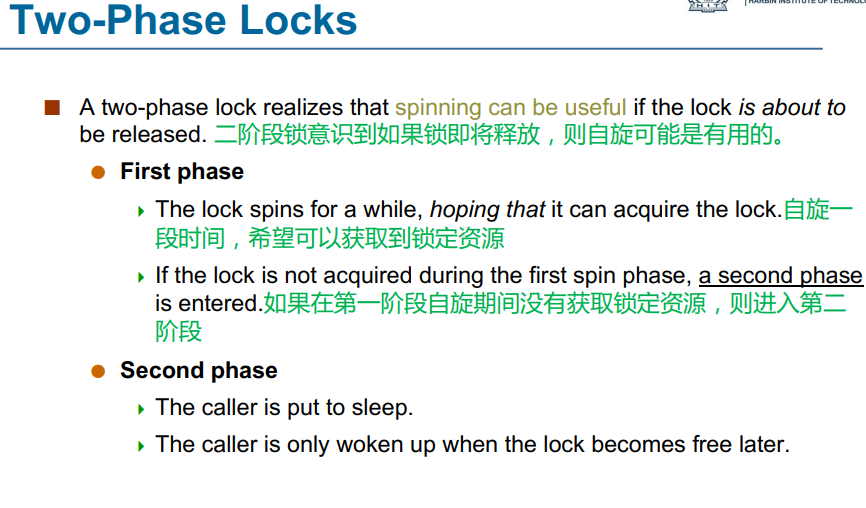 Two-Phase Locks
HARBIN INSTITUTE OF TECHNOLO
A two-phase lock realizes that spinning can be useful if the lock is about to
be released. 二阶段锁意识到如果锁即将释放，则自旋可能是有用的。
First phase
The lock spins for a while, hoping that it can acquire the lock.自旋一
段时间，希望可以获取到锁定资源
If the lock is not acquired during the first spin phase, a second phase
is entered.如果在第一阶段自旋期间没有获取锁定资源，则进入第二
阶段
Second phase
The caller is put to sleep.
The caller is only woken up when the lock becomes free later.